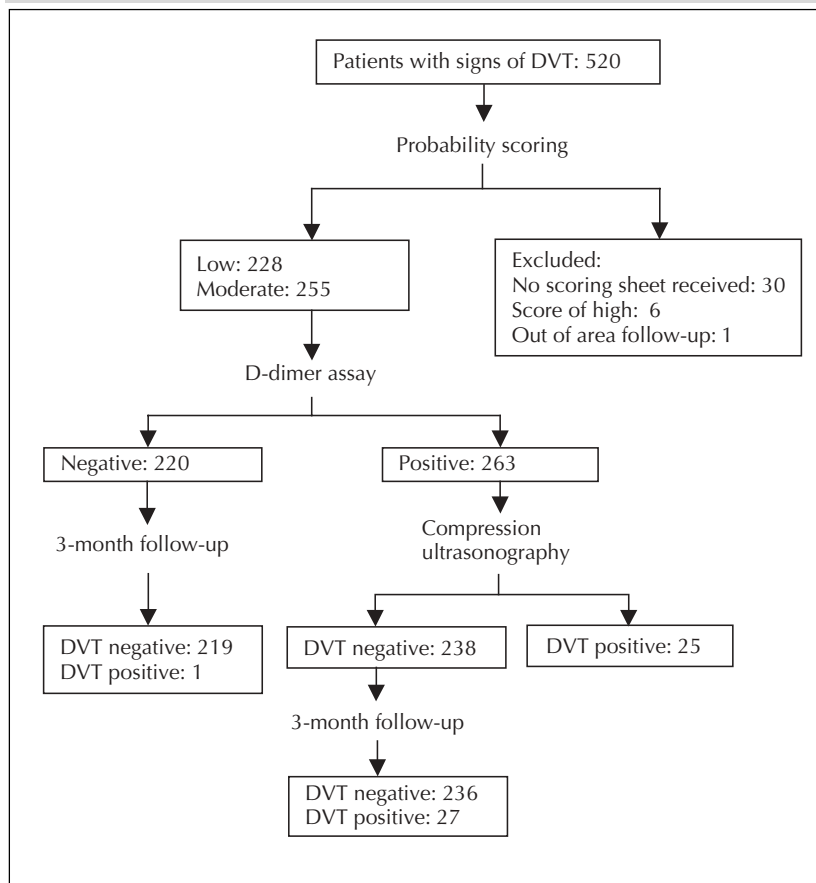 Patients with signs of DVT: 520
Probability scoring
Low: 228
Moderate: 255
Excluded:
No scoring sheet received: 30
Score of high: 6
Out of area follow-up: 1
D-dimer assay
Negative: 220
Positive: 263
3-month follow-up
Compression
ultrasonography
DVT negative: 219
DVT positive: 1
DVT negative: 238
DVT positive: 25
3-month follow-up
DVT negative: 236
DVT positive: 27